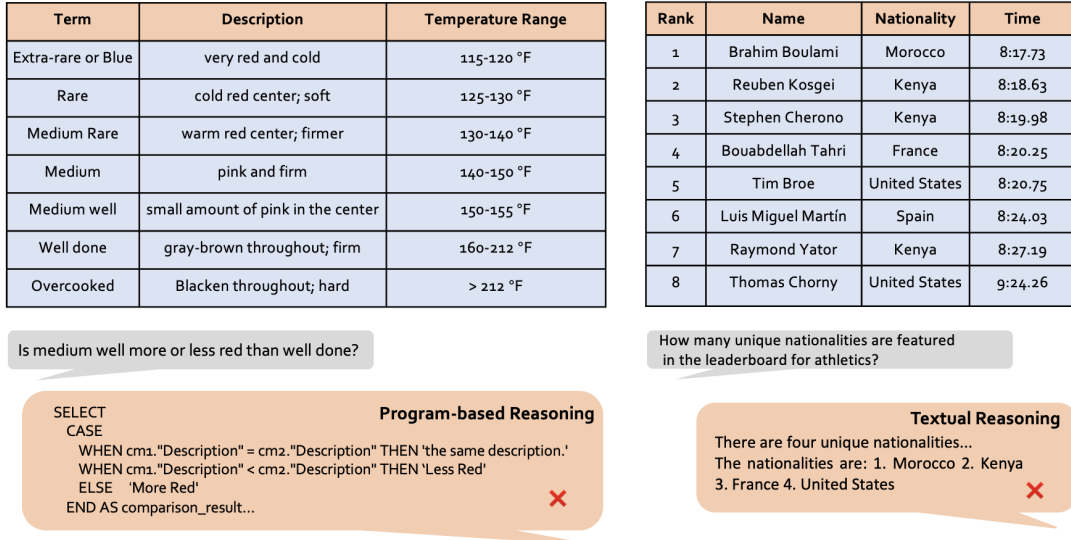 Term Description Temperature Range
Extra-rare or Blue very red and cold 115-120 °F
Rare cold red center; soft 125-130 °F
Medium Rare warm red center; firmer 130-140 °F
Medium pink and firm 140-150 °F
Medium well small amount of pink in the center 150-155 °F
Well done gray-brown throughout; firm 160-212 °F
Overcooked Blacken throughout; hard > 212 °F
Is medium well more or less red than well done?
Program-based Reasoning
SELECT
CASE
WHEN cm1."Description" = cm2."Description" THEN 'the same description.'
WHEN cm1."Description" < cm2."Description" THEN 'Less Red'
ELSE 'More Red'
END AS comparison_result...
Rank Name Nationality Time
1 Brahim Boulami Morocco 8:17.73
2 Reuben Kosgei Kenya 8:18.63
3 Stephen Cherono Kenya 8:19.98
4 Bouabdellah Tahri France 8:20.25
5 Tim Broe United States 8:20.75
6 Luis Miguel Martín Spain 8:24.03
7 Raymond Yator Kenya 8:27.19
8 Thomas Chorny United States 9:24.26
How many unique nationalities are featured
in the leaderboard for athletics?
Textual Reasoning
There are four unique nationalities...
The nationalities are: 1. Morocco 2. Kenya
3. France 4. United States